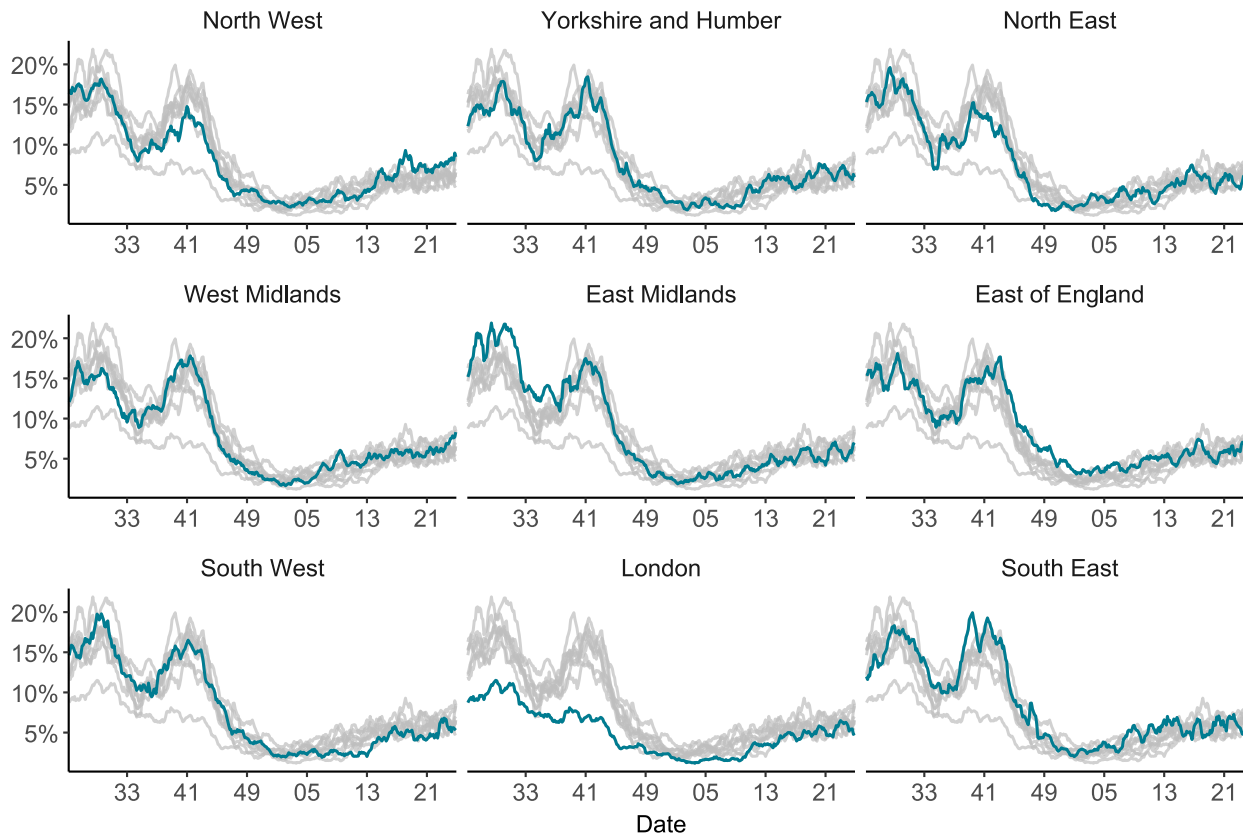 North West Yorkshire and Humber North East
20%
15%
10%
5%
33 41 49 05 13 21 33 41 49 05 13 21 33 41 49 05 13 21
West Midlands East Midlands East of England
20%
15%
10%
5%
33 41 49 05 13 21 33 41 49 05 13 21 33 41 49 05 13 21
South West London South East
20%
15%
10%
5%
33 41 49 05 13 21 33 41 49 05 13 21 33 41 49 05 13 21
Date